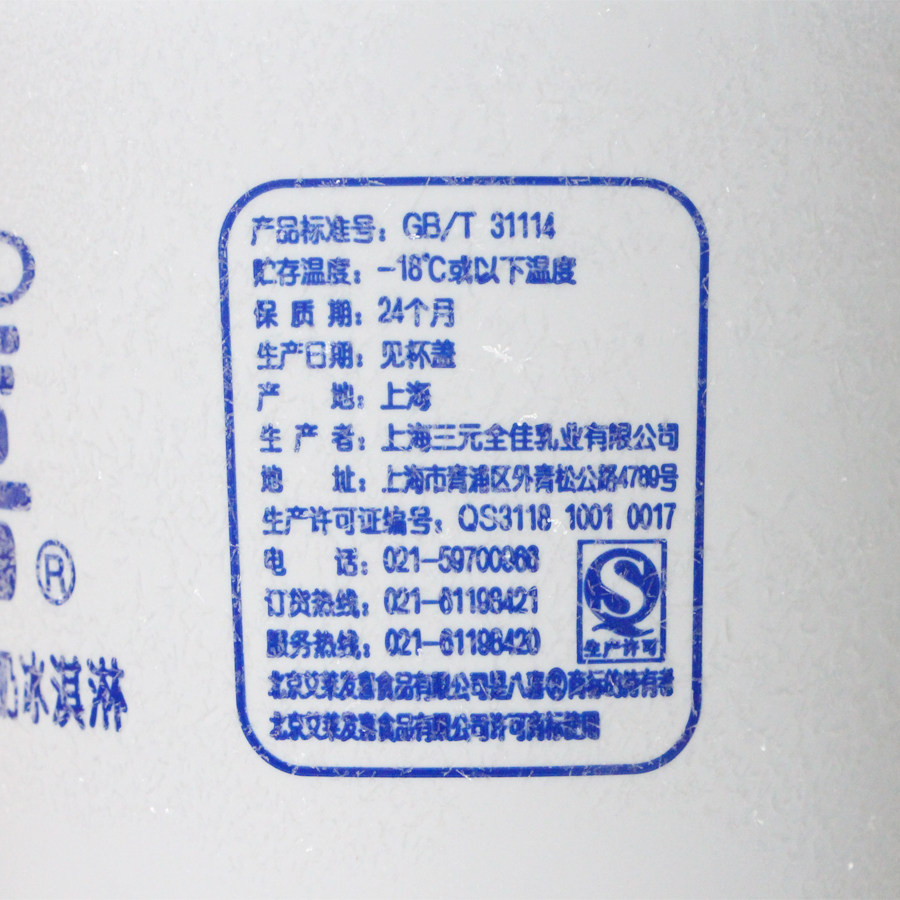 产品标准号：GB/T 31114
贮存温度：-18℃或以下温度
保质期：24个月
生产日期：见杯盖
产地：上海
生产者：上海三元全佳乳业有限公司
地址：上海市青浦区外青松公路4789号
生产许可证编号：QS3118 1001 0017
电话：021-59700968
订货热线：021-61198421
服务热线：021-61198420
QS
生产许可
北京艾莱发喜食品有限公司是八喜®商标的持有者
北京艾莱发喜食品有限公司许可商标使用
®
冰淇淋